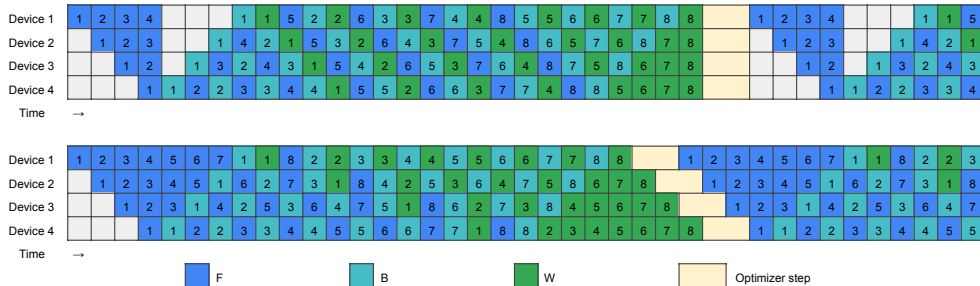 Device 1 1 2 3 4 1 1 5 2 2 6 3 3 7 4 4 8 5 5 6 6 7 7 8 8 1 2 3 4 1 1 5
Device 2 1 2 3 1 4 2 1 5 3 2 6 4 3 7 5 4 8 6 5 7 6 8 7 8 1 2 3 1 4 2 1
Device 3 1 2 1 3 2 4 3 1 5 4 2 6 5 3 7 6 4 8 7 5 8 6 7 8 1 2 1 3 2 4 3
Device 4 1 1 2 2 3 3 4 4 1 5 5 2 6 6 3 7 7 4 8 8 5 6 7 8 1 1 2 2 3 3 4
Time →
Device 1 1 2 3 4 5 6 7 1 1 8 2 2 3 3 4 4 5 5 6 6 7 7 8 8 1 2 3 4 5 6 7 1 1 8 2 2 3
Device 2 1 2 3 4 5 1 6 2 7 3 1 8 4 2 5 3 6 4 7 5 8 6 7 8 1 2 3 4 5 1 6 2 7 3 1 8
Device 3 1 2 3 1 4 2 5 3 6 4 7 5 1 8 6 2 7 3 8 4 5 6 7 8 1 2 3 1 4 2 5 3 6 4 7
Device 4 1 1 2 2 3 3 4 4 5 5 6 6 7 7 1 8 8 2 3 4 5 6 7 8 1 1 2 2 3 3 4 4 5 5
Time →
F B W Optimizer step